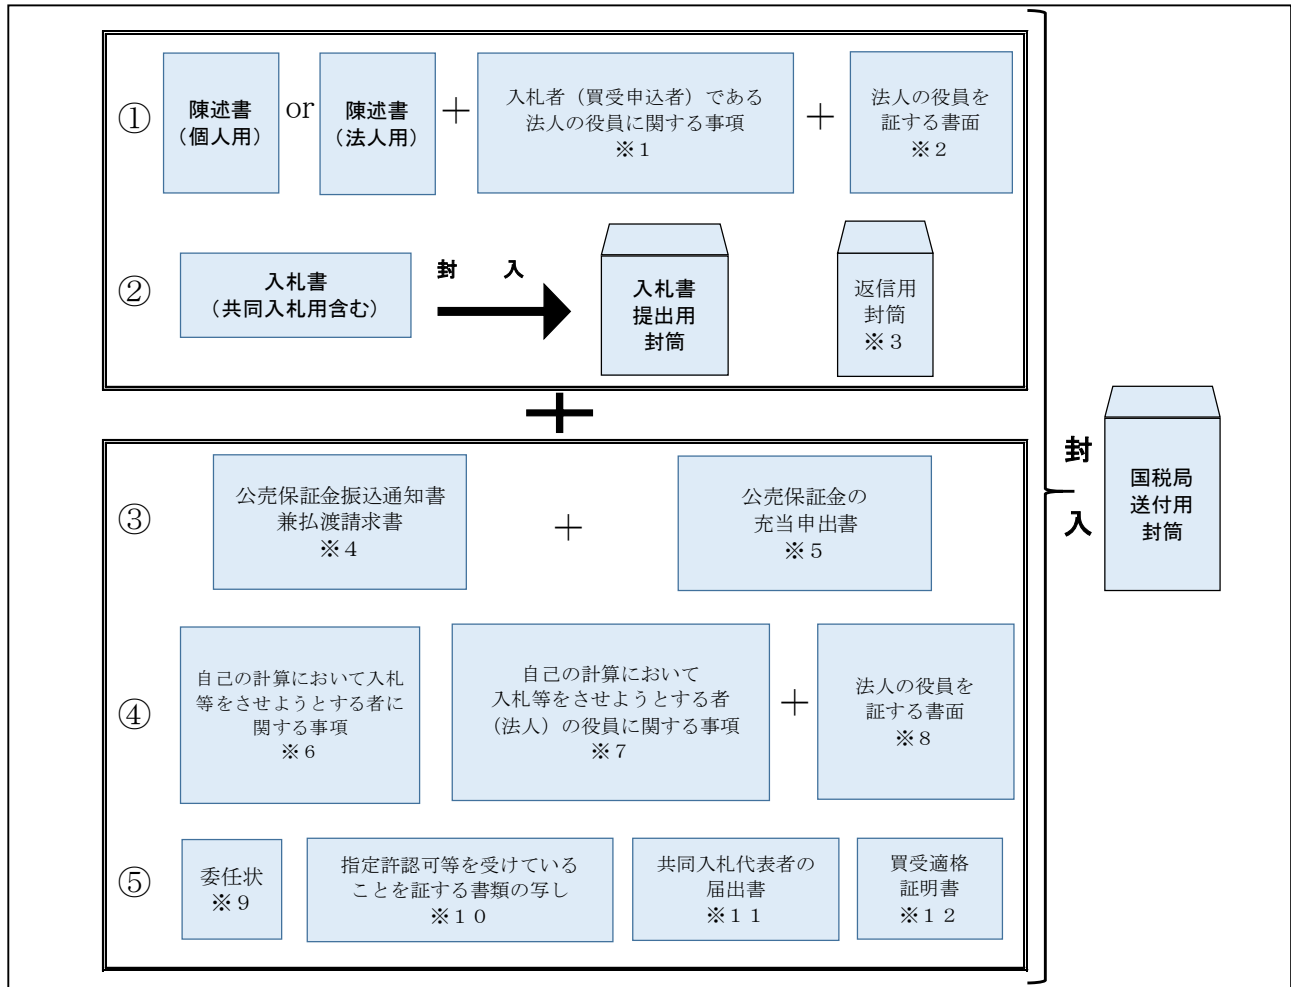 ①
陳述書
（個人用）
or
陳述書
（法人用）
＋
入札者（買受申込者）である
法人の役員に関する事項
※１
＋
法人の役員を
証する書面
※２
②
入札書
（共同入札用含む）
封　入
入札書
提出用
封筒
返信用
封筒
※３
＋
③
公売保証金振込通知書
兼払渡請求書
※４
＋
公売保証金の
充当申出書
※５
④
自己の計算において入札
等をさせようとする者に
関する事項
※６
自己の計算において
入札等をさせようとする者
（法人）の役員に関する事項
※７
＋
法人の役員を
証する書面
※８
⑤
委任状
※９
指定許認可等を受けている
ことを証する書類の写し
※１０
共同入札代表者の
届出書
※１１
買受適格
証明書
※１２
封
入
国税局
送付用
封筒